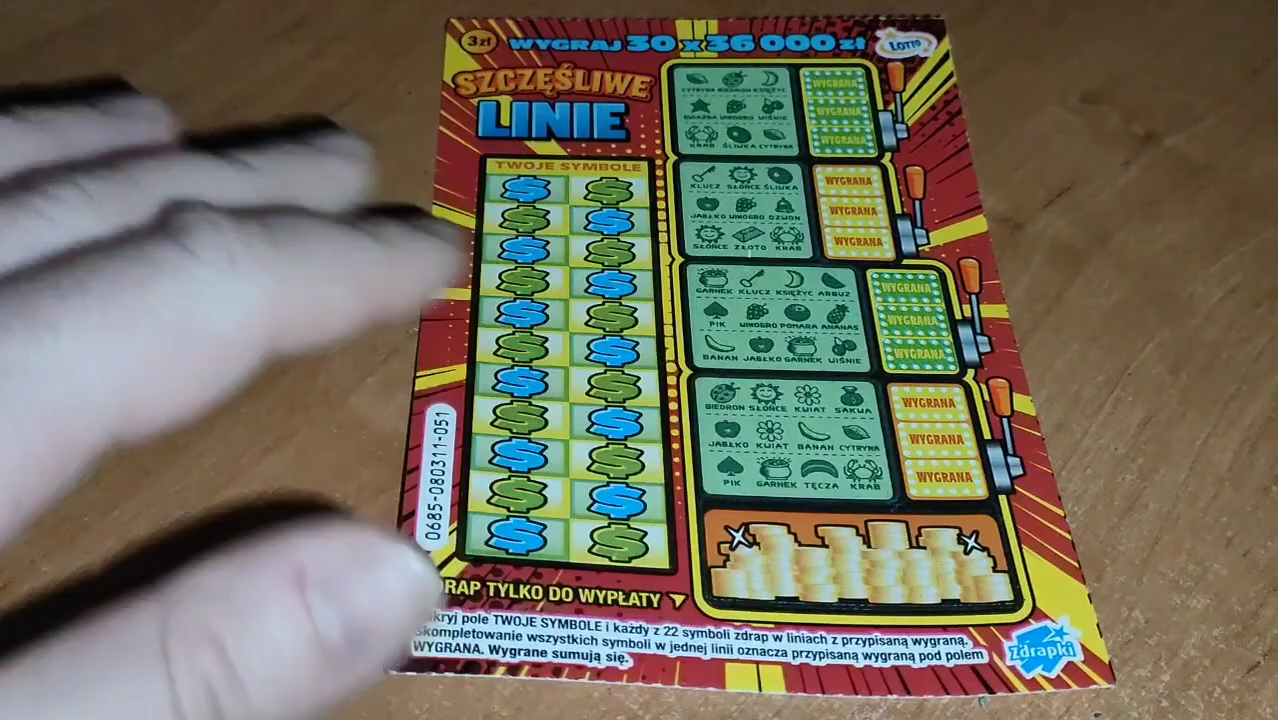 3zł WYGRAJ 30 x 36 000 zł LOTTO
SZCZĘŚLIWE
LINIE
TWOJE SYMBOLE
CYTRYNA BIEDRON KSIĘŻYC
GWIAZDA WINOGRO WIŚNIE
KRAB ŚLIWKA CYTRYNA
WYGRANA
WYGRANA
WYGRANA
KLUCZ SŁOŃCE ŚLIWKA
JABŁKO WINOGRO DZWON
SŁOŃCE ZŁOTO KRAB
WYGRANA
WYGRANA
WYGRANA
GARNEK KLUCZ KSIĘŻYC ARBUZ
PIK WINOGRO POMARA ANANAS
BANAN JABŁKO GARNEK WIŚNIE
WYGRANA
WYGRANA
WYGRANA
BIEDRON SŁOŃCE KWIAT SAKWA
JABŁKO KWIAT BANAN CYTRYNA
PIK GARNEK TĘCZA KRAB
WYGRANA
WYGRANA
WYGRANA
0685-080311-051
DRAP TYLKO DO WYPŁATY
kryj pole TWOJE SYMBOLE i każdy z 22 symboli zdrap w liniach z przypisaną wygraną.
Skompletowanie wszystkich symboli w jednej linii oznacza przypisaną wygraną pod polem
WYGRANA. Wygrane sumują się.
Zdrapki